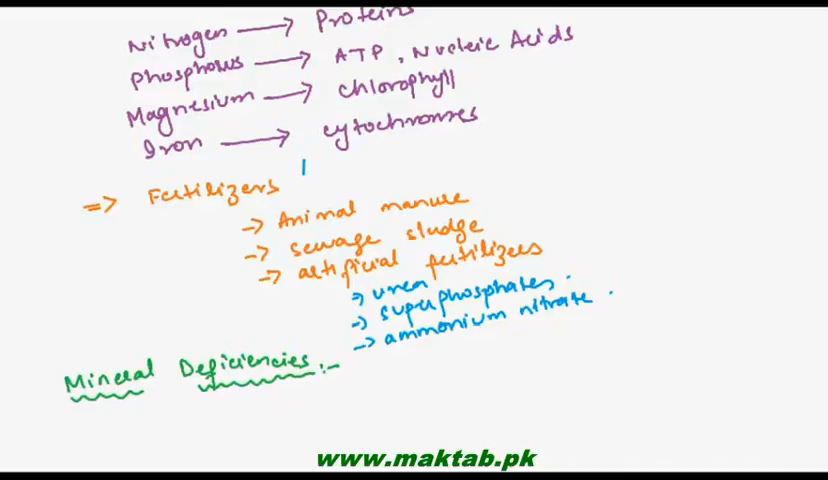 Nitrogen → Proteins
Phosphorus → ATP, Nucleic Acids
Magnesium → chlorophyll
Iron → cytochromes
=> Fertilizers
→ Animal manure
→ sewage sludge
→ artificial fertilizers
→ urea
→ superphosphates
→ ammonium nitrate
Mineral Deficiencies:-
www.maktab.pk